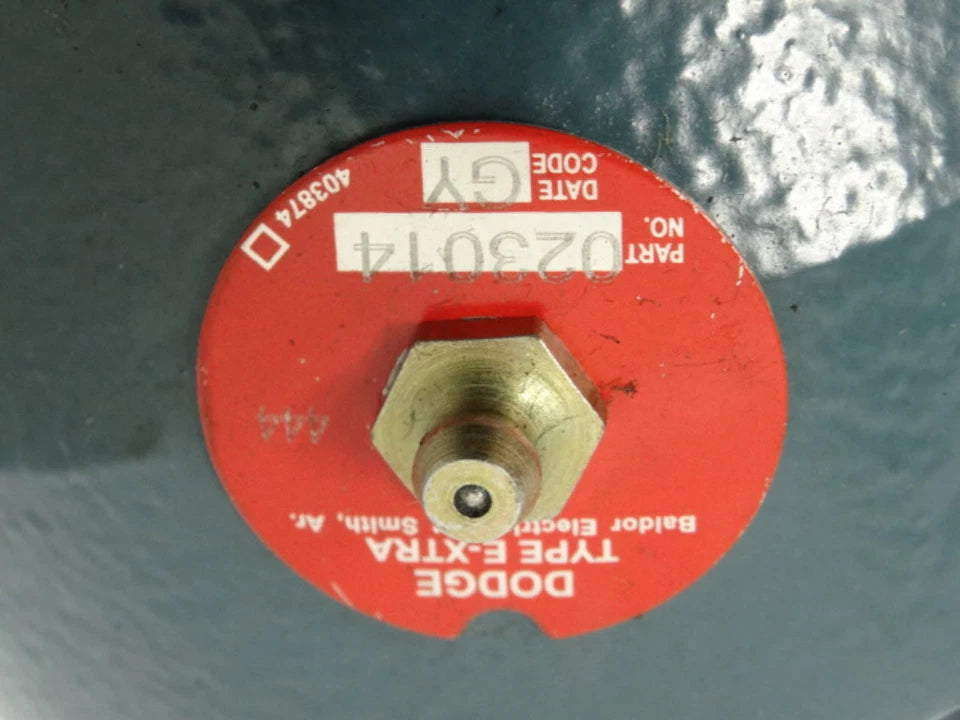 DODGE
TYPE E-XTRA
Baldor Smith, Ar.
444
PART
NO. 023014
DATE
CODE GY
403874